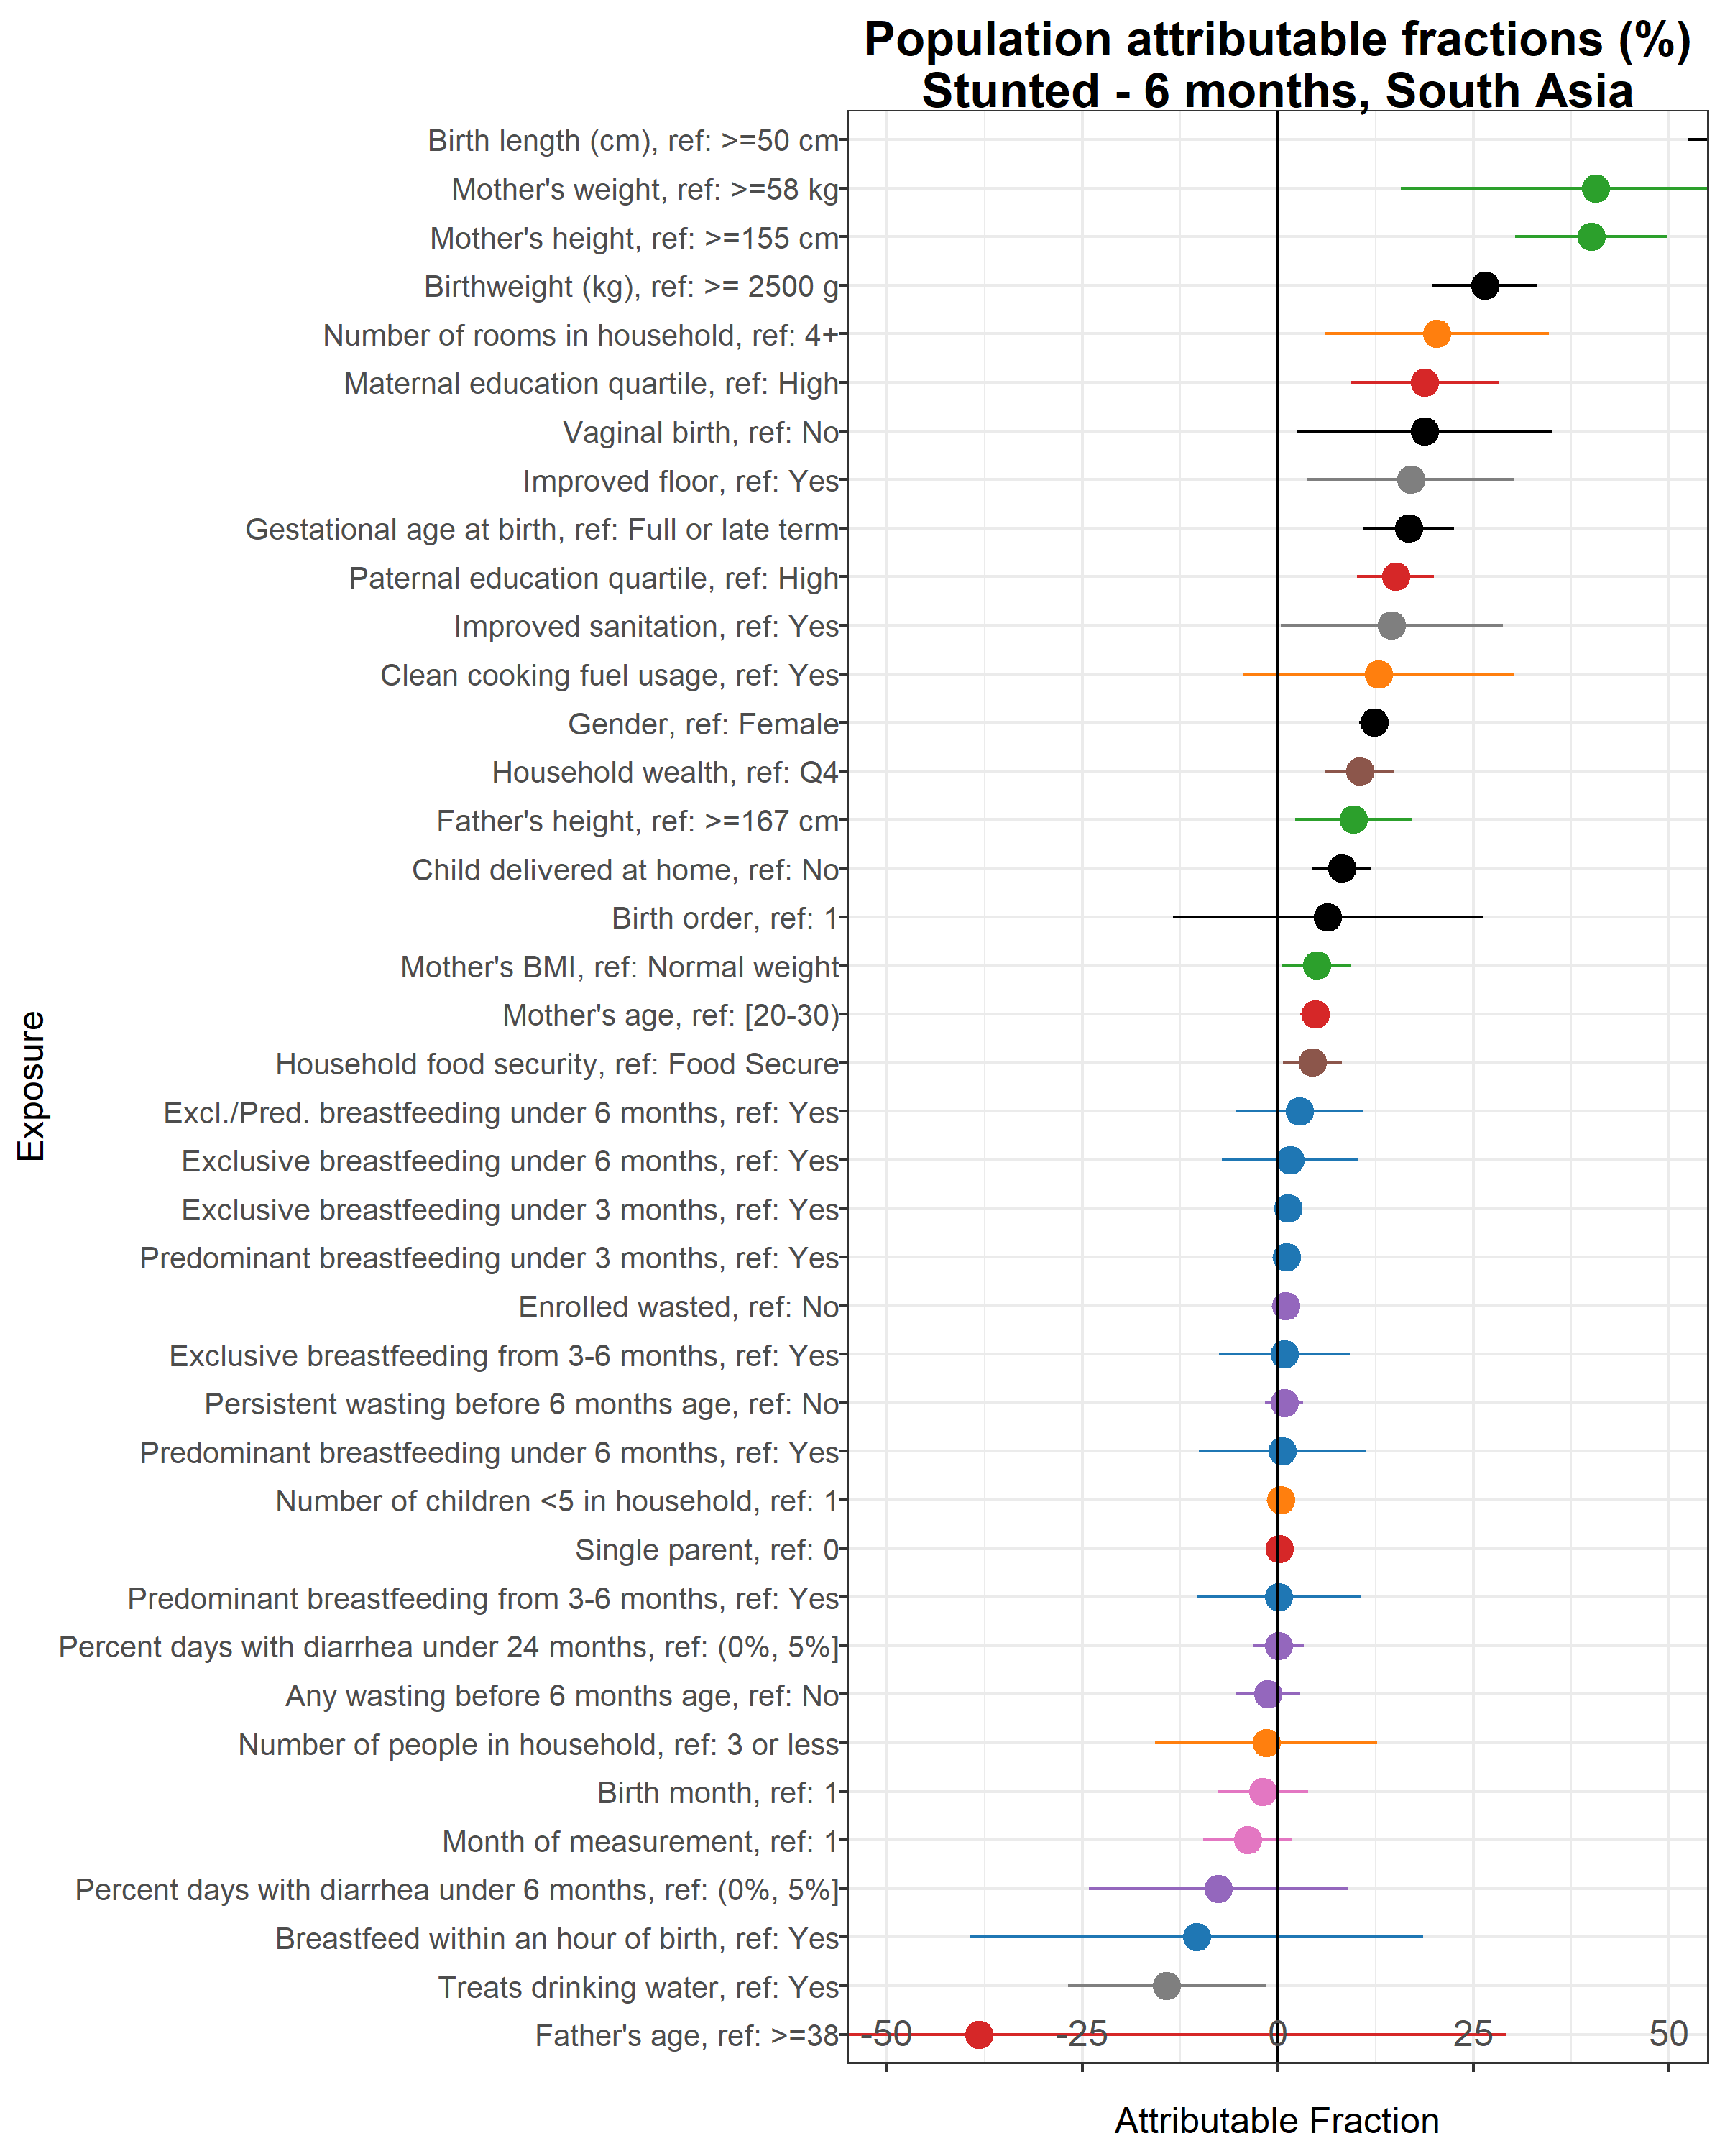 Population attributable fractions (%)
Stunted - 6 months, South Asia
Birth length (cm), ref: >=50 cm
Mother's weight, ref: >=58 kg
Mother's height, ref: >=155 cm
Birthweight (kg), ref: >= 2500 g
Number of rooms in household, ref: 4+
Maternal education quartile, ref: High
Vaginal birth, ref: No
Improved floor, ref: Yes
Gestational age at birth, ref: Full or late term
Paternal education quartile, ref: High
Improved sanitation, ref: Yes
Clean cooking fuel usage, ref: Yes
Gender, ref: Female
Household wealth, ref: Q4
Father's height, ref: >=167 cm
Child delivered at home, ref: No
Birth order, ref: 1
Mother's BMI, ref: Normal weight
Mother's age, ref: [20-30)
Household food security, ref: Food Secure
Excl./Pred. breastfeeding under 6 months, ref: Yes
Exclusive breastfeeding under 6 months, ref: Yes
Exclusive breastfeeding under 3 months, ref: Yes
Predominant breastfeeding under 3 months, ref: Yes
Enrolled wasted, ref: No
Exclusive breastfeeding from 3-6 months, ref: Yes
Persistent wasting before 6 months age, ref: No
Predominant breastfeeding under 6 months, ref: Yes
Number of children <5 in household, ref: 1
Single parent, ref: 0
Predominant breastfeeding from 3-6 months, ref: Yes
Percent days with diarrhea under 24 months, ref: (0%, 5%]
Any wasting before 6 months age, ref: No
Number of people in household, ref: 3 or less
Birth month, ref: 1
Month of measurement, ref: 1
Percent days with diarrhea under 6 months, ref: (0%, 5%]
Breastfeed within an hour of birth, ref: Yes
Treats drinking water, ref: Yes
Father's age, ref: >=38
Exposure
-50 -25 0 25 50
Attributable Fraction